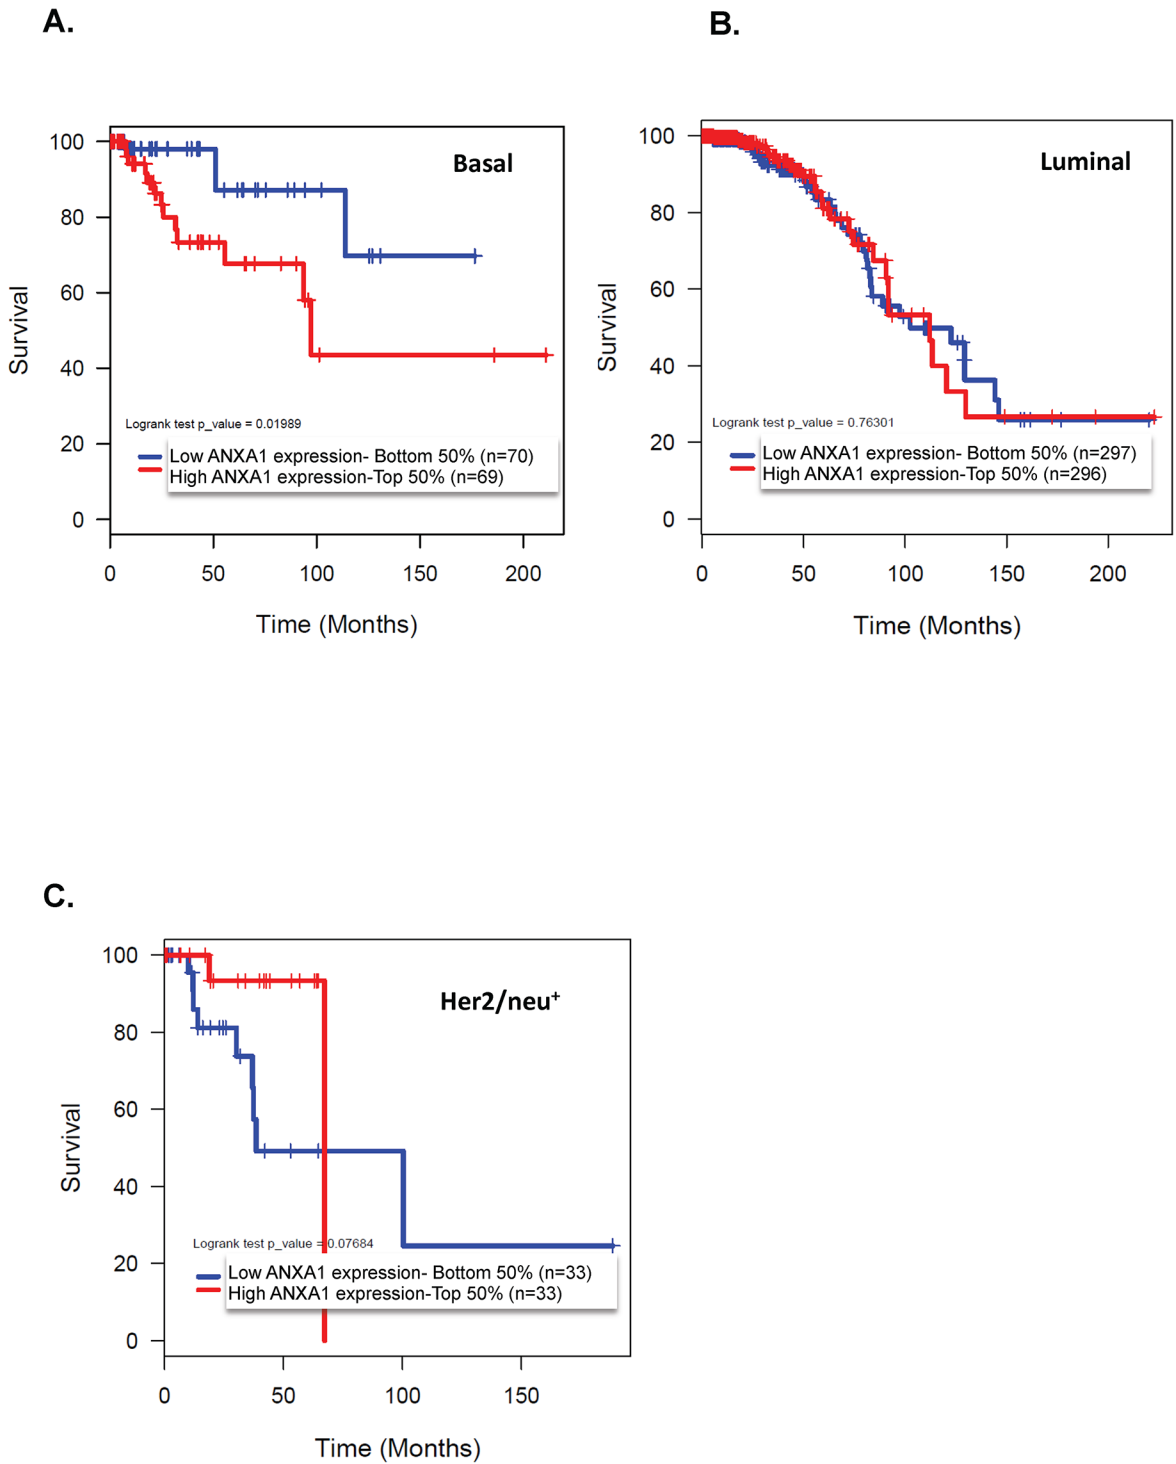 A.
Basal
100
80
60
40
20
0
Survival
Logrank test p_value = 0.01989
Low ANXA1 expression- Bottom 50% (n=70)
High ANXA1 expression-Top 50% (n=69)
0 50 100 150 200
Time (Months)
B.
Luminal
100
80
60
40
20
0
Survival
Logrank test p_value = 0.76301
Low ANXA1 expression- Bottom 50% (n=297)
High ANXA1 expression-Top 50% (n=296)
0 50 100 150 200
Time (Months)
C.
Her2/neu⁺
100
80
60
40
20
0
Survival
Logrank test p_value = 0.07684
Low ANXA1 expression- Bottom 50% (n=33)
High ANXA1 expression-Top 50% (n=33)
0 50 100 150
Time (Months)